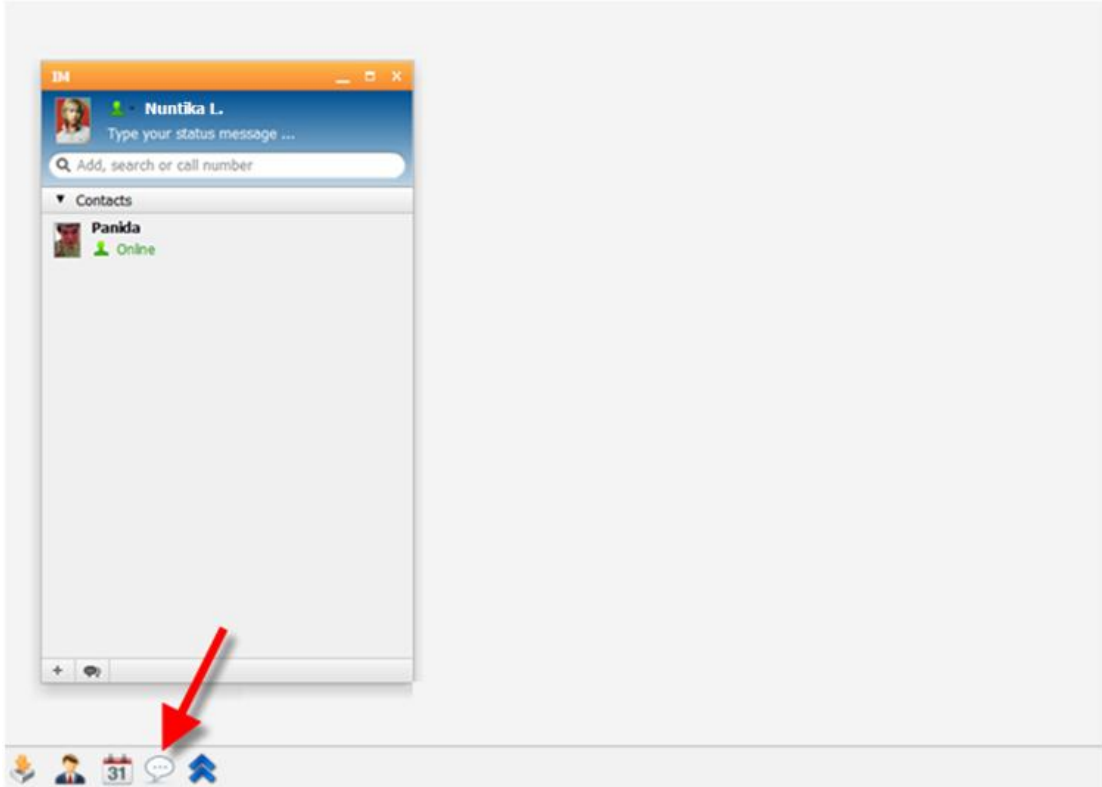 IM
Nuntika L.
Type your status message ...
Add, search or call number
Contacts
Panida
Online
31